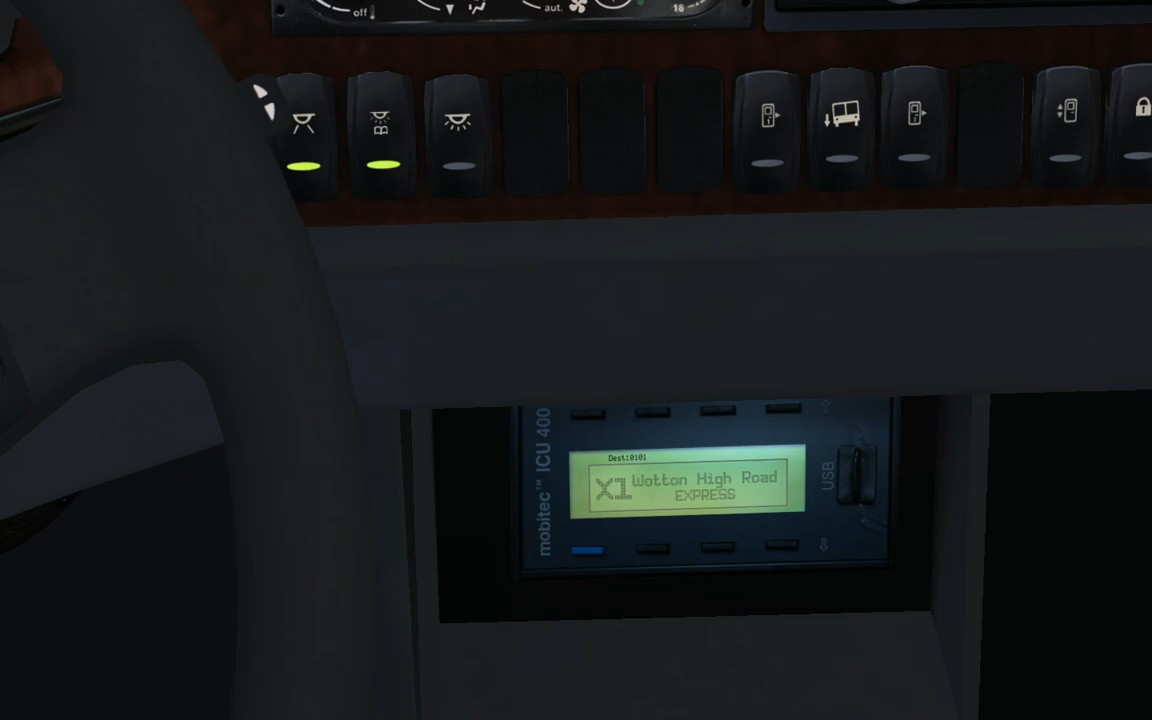 off
aut.
18
mobitec™ ICU 400
Dest:0101
X1 Wotton High Road
EXPRESS
USB